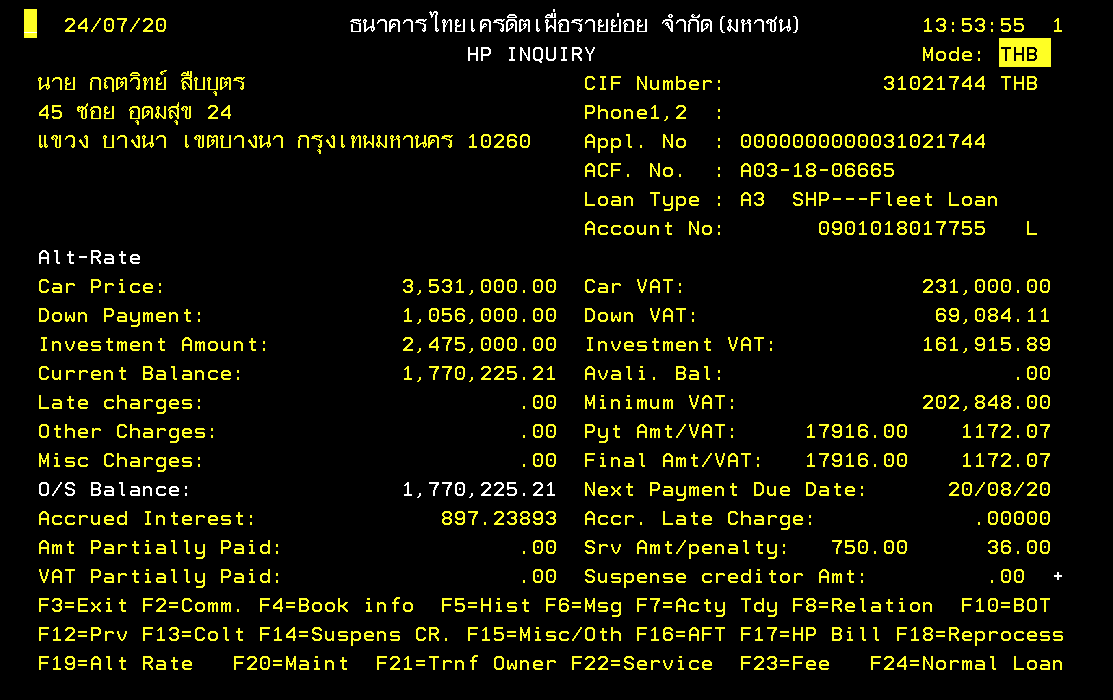 24/07/20 ธนาคารไทยเครดิตเพื่อรายย่อย จำกัด(มหาชน) 13:53:55 1
HP INQUIRY Mode: THB
นาย กฤตวิทย์ สืบบุตร CIF Number: 31021744 THB
45 ซอย อุดมสุข 24 Phone1,2 :
แขวง บางนา เขตบางนา กรุงเทพมหานคร 10260 Appl. No : 0000000000031021744
ACF. No. : A03-18-06665
Loan Type : A3 SHP---Fleet Loan
Account No: 0901018017755 L
Alt-Rate
Car Price: 3,531,000.00 Car VAT: 231,000.00
Down Payment: 1,056,000.00 Down VAT: 69,084.11
Investment Amount: 2,475,000.00 Investment VAT: 161,915.89
Current Balance: 1,770,225.21 Avali. Bal: .00
Late charges: .00 Minimum VAT: 202,848.00
Other Charges: .00 Pyt Amt/VAT: 17916.00 1172.07
Misc Charges: .00 Final Amt/VAT: 17916.00 1172.07
O/S Balance: 1,770,225.21 Next Payment Due Date: 20/08/20
Accrued Interest: 897.23893 Accr. Late Charge: .00000
Amt Partially Paid: .00 Srv Amt/penalty: 750.00 36.00
VAT Partially Paid: .00 Suspense creditor Amt: .00 +
F3=Exit F2=Comm. F4=Book info F5=Hist F6=Msg F7=Acty Tdy F8=Relation F10=BOT
F12=Prv F13=Colt F14=Suspens CR. F15=Misc/Oth F16=AFT F17=HP Bill F18=Reprocess
F19=Alt Rate F20=Maint F21=Trnf Owner F22=Service F23=Fee F24=Normal Loan